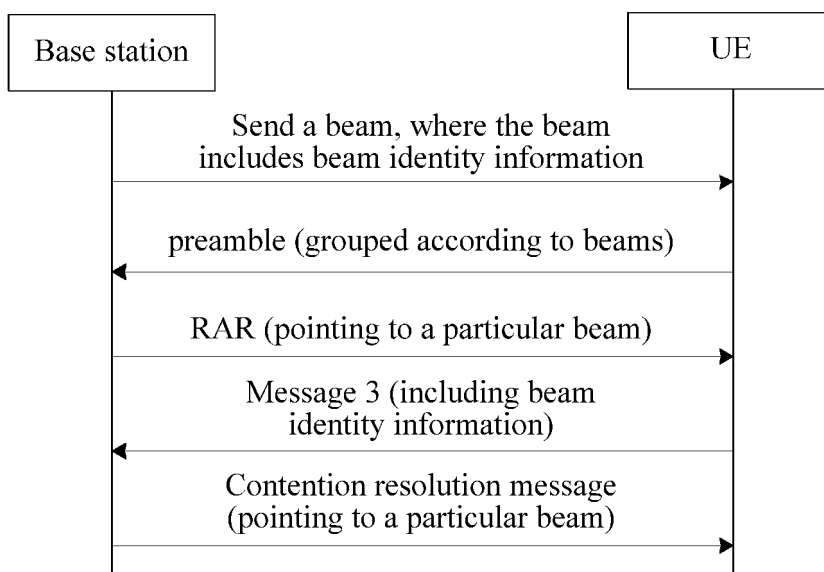 Base station
UE
Send a beam, where the beam
includes beam identity information
preamble (grouped according to beams)
RAR (pointing to a particular beam)
Message 3 (including beam
identity information)
Contention resolution message
(pointing to a particular beam)